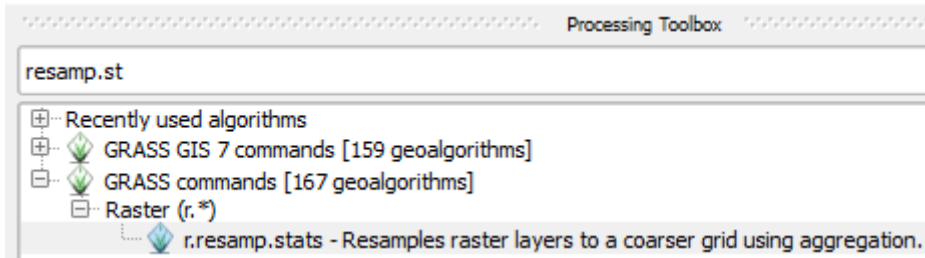 Processing Toolbox
resamp.st
Recently used algorithms
GRASS GIS 7 commands [159 geoalgorithms]
GRASS commands [167 geoalgorithms]
Raster (r.*)
r.resamp.stats - Resamples raster layers to a coarser grid using aggregation.